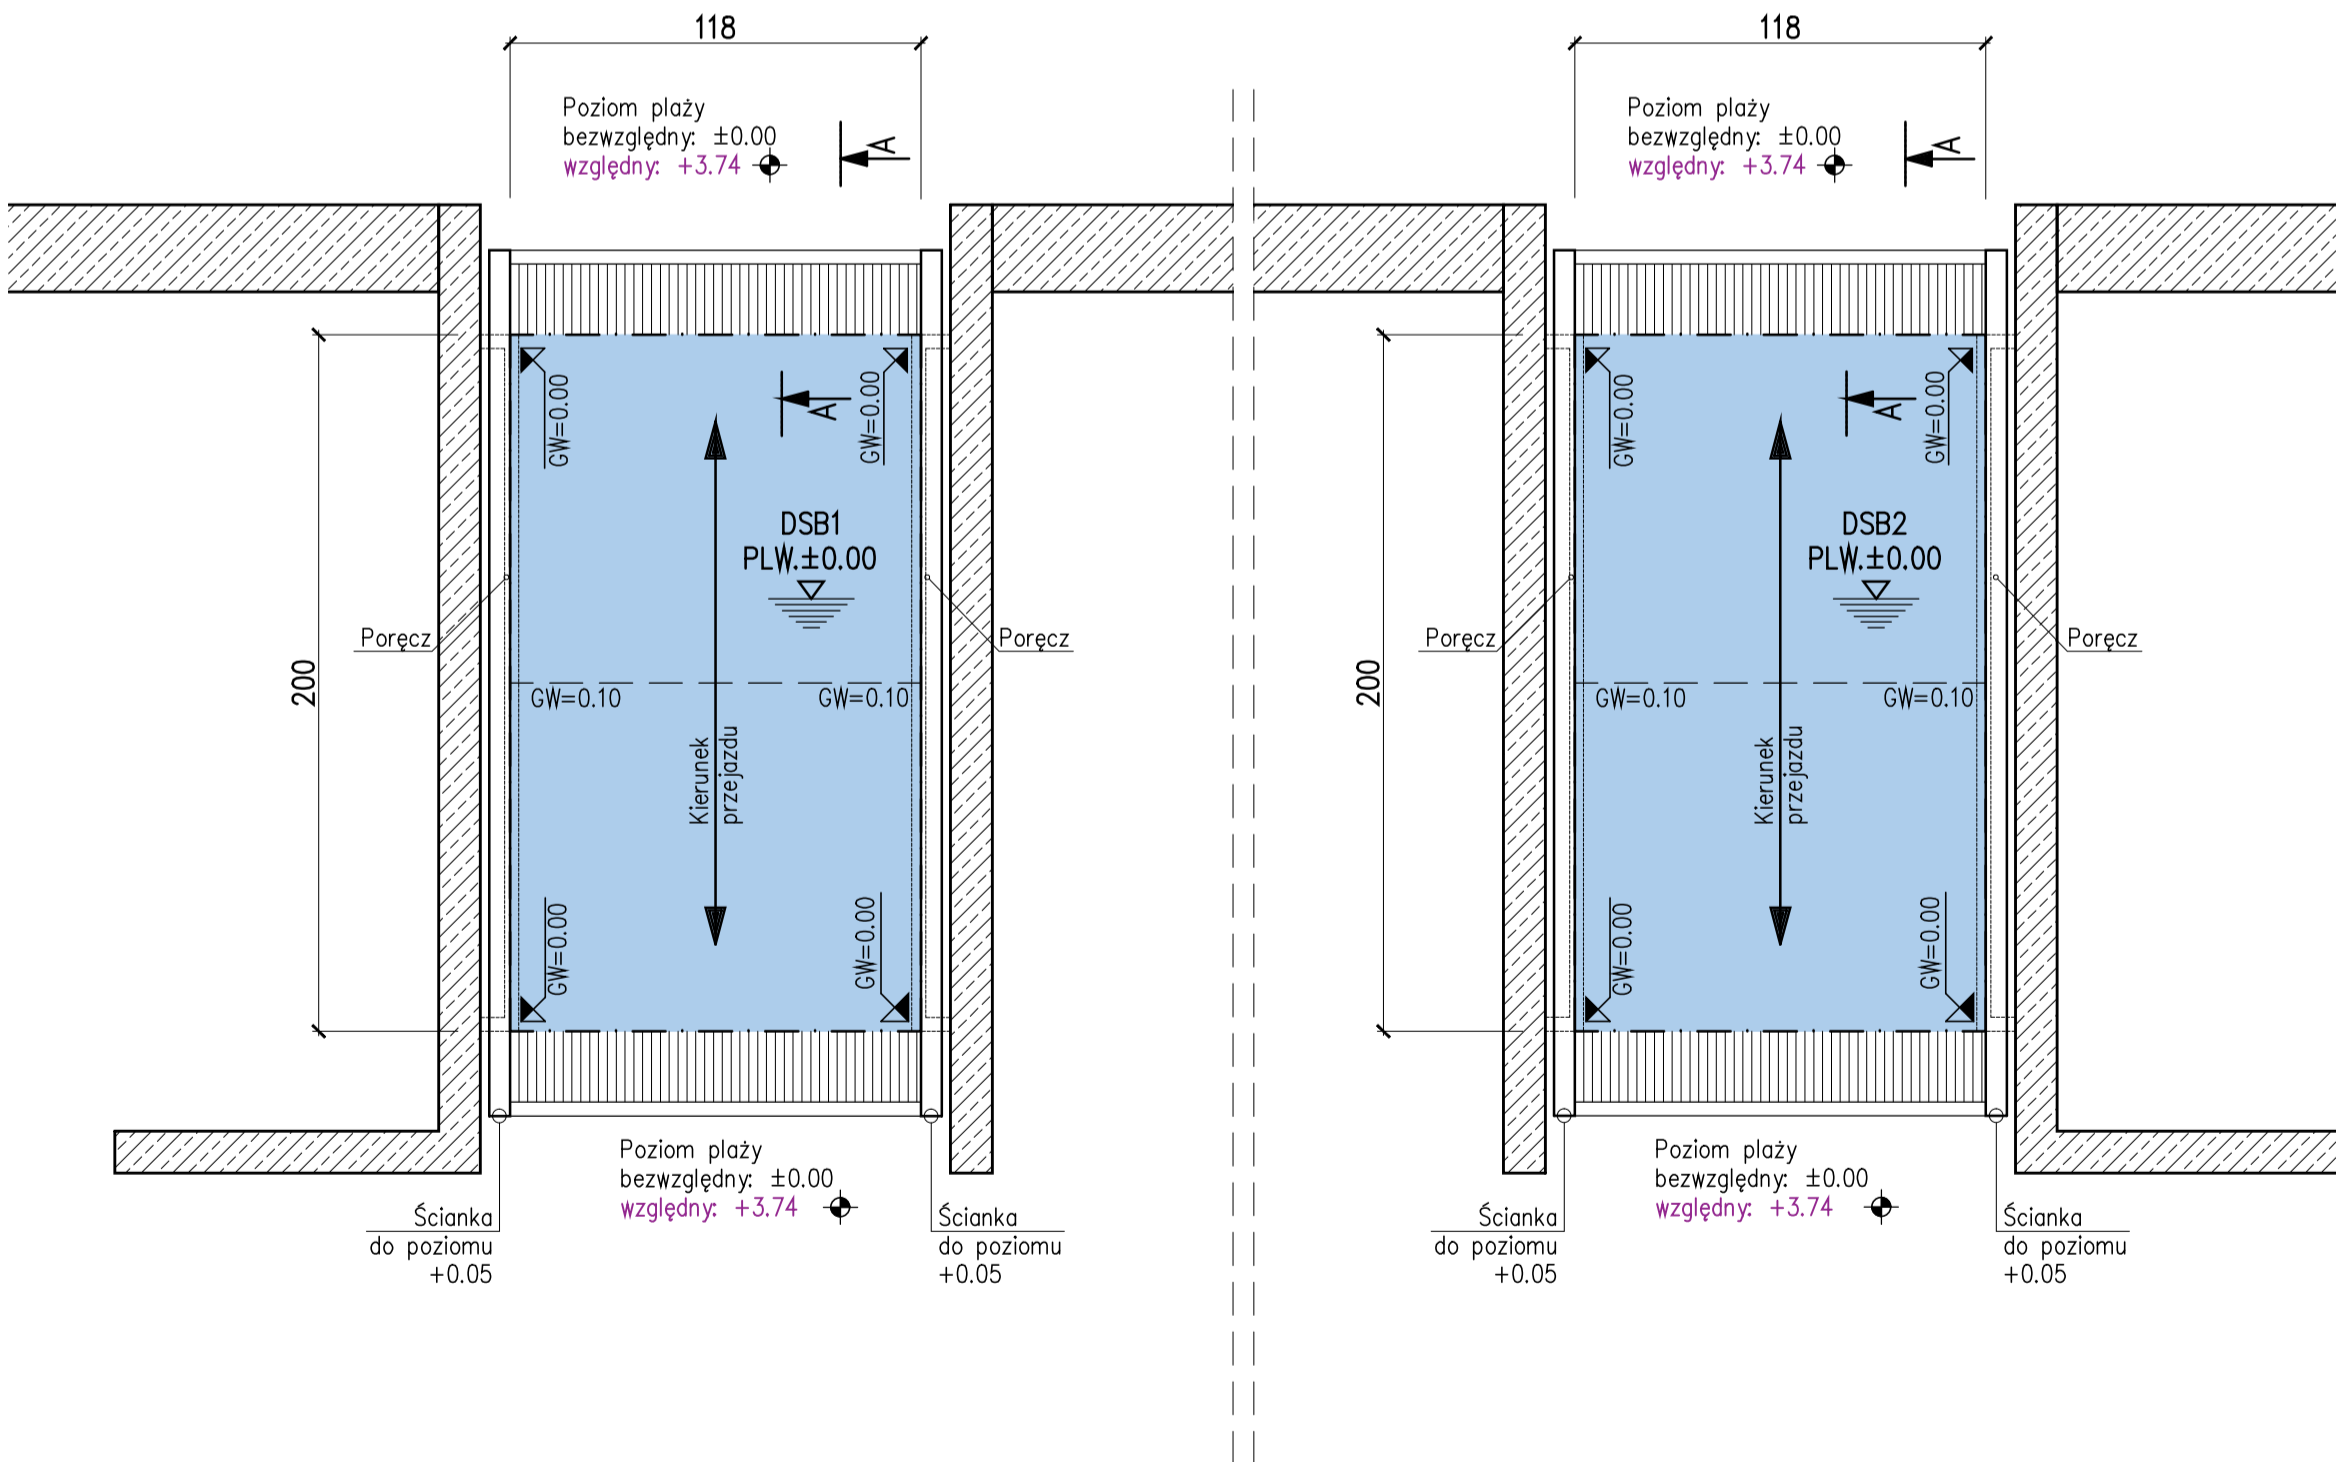 118
118
Poziom plaży
bezwzględny: ±0.00
względny: +3.74
A
Poziom plaży
bezwzględny: ±0.00
względny: +3.74
A
GW=0.00
GW=0.00
A
DSB1
PLW.±0.00
Poręcz
Poręcz
200
GW=0.10
GW=0.10
Kierunek
przejazdu
GW=0.00
GW=0.00
GW=0.00
GW=0.00
A
DSB2
PLW.±0.00
Poręcz
Poręcz
200
GW=0.10
GW=0.10
Kierunek
przejazdu
GW=0.00
GW=0.00
Poziom plaży
bezwzględny: ±0.00
względny: +3.74
Ścianka
do poziomu
+0.05
Ścianka
do poziomu
+0.05
Poziom plaży
bezwzględny: ±0.00
względny: +3.74
Ścianka
do poziomu
+0.05
Ścianka
do poziomu
+0.05